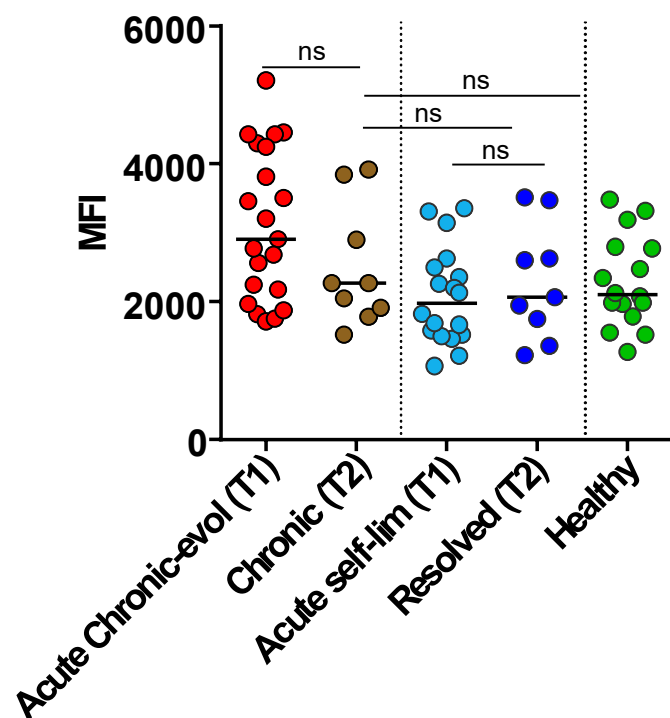 6000
ns
ns
ns
4000
ns
MFI
2000
0
Acute Chronic-evol (T1)
Chronic (T2)
Acute self-lim (T1)
Resolved (T2)
Healthy